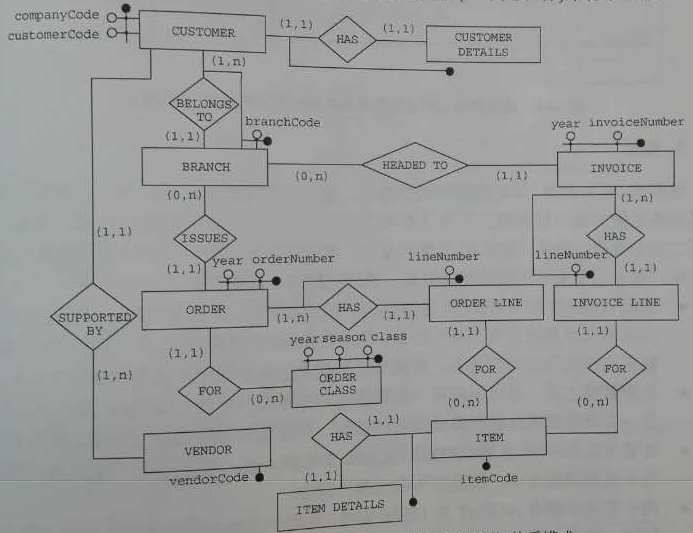 companyCode
customerCode
CUSTOMER
(1,1)
HAS
(1,1)
CUSTOMER
DETAILS
(1,n)
BELONGS
TO
(1,1)
branchCode
BRANCH
(0,n)
HEADED TO
(1,1)
year invoiceNumber
INVOICE
(0,n)
(1,n)
ISSUES
HAS
(1,1)
(1,1)
year orderNumber
lineNumber
lineNumber
(1,1)
ORDER
(1,n)
HAS
(1,1)
ORDER LINE
INVOICE LINE
SUPPORTED
BY
(1,1)
(1,1)
(1,1)
year season class
(1,n)
FOR
(0,n)
ORDER
CLASS
FOR
FOR
(0,n)
(0,n)
VENDOR
vendorCode
HAS
(1,1)
ITEM
(1,1)
itemCode
ITEM DETAILS